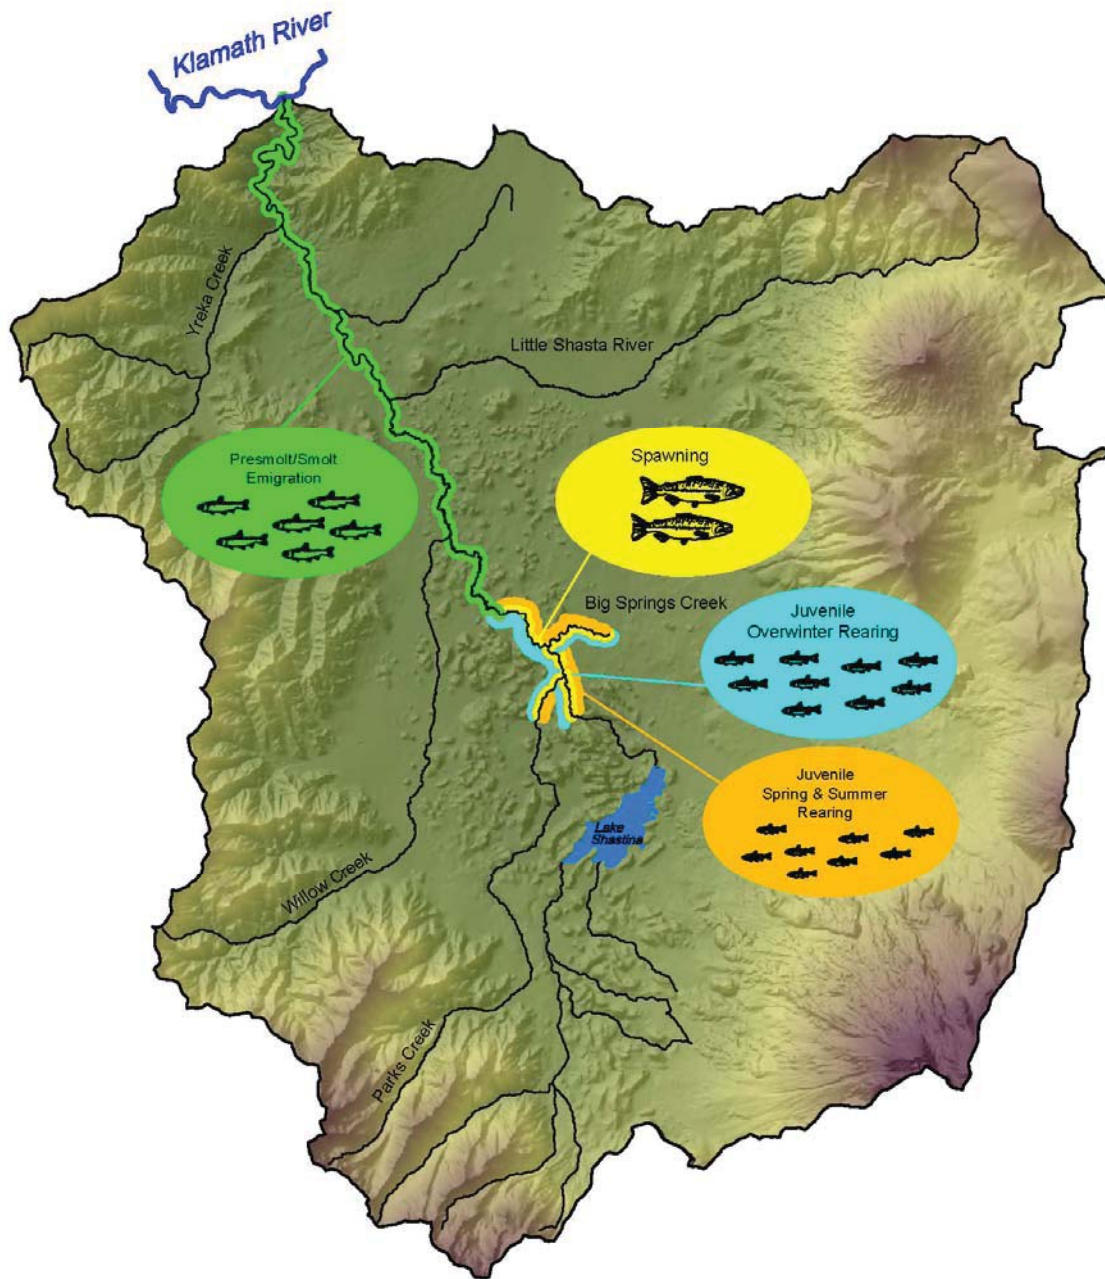 Klamath River
Yreka Creek
Little Shasta River
Presmolt/Smolt
Emigration
Spawning
Big Springs Creek
Juvenile
Overwinter Rearing
Juvenile
Spring & Summer
Rearing
Lake
Shastina
Willow Creek
Parks Creek